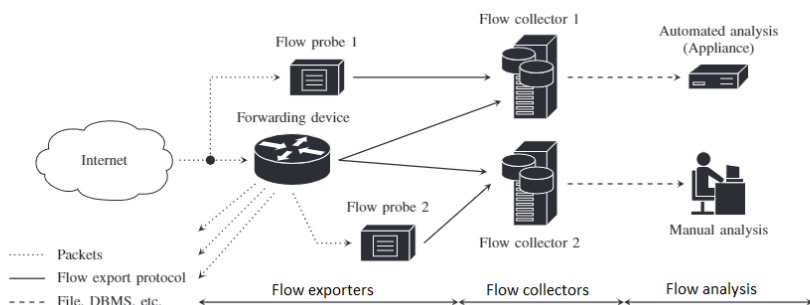 Flow probe 1
Flow collector 1
Automated analysis
(Appliance)
Forwarding device
Internet
Flow probe 2
Flow collector 2
Manual analysis
Packets
Flow export protocol
File, DBMS, etc.
Flow exporters
Flow collectors
Flow analysis